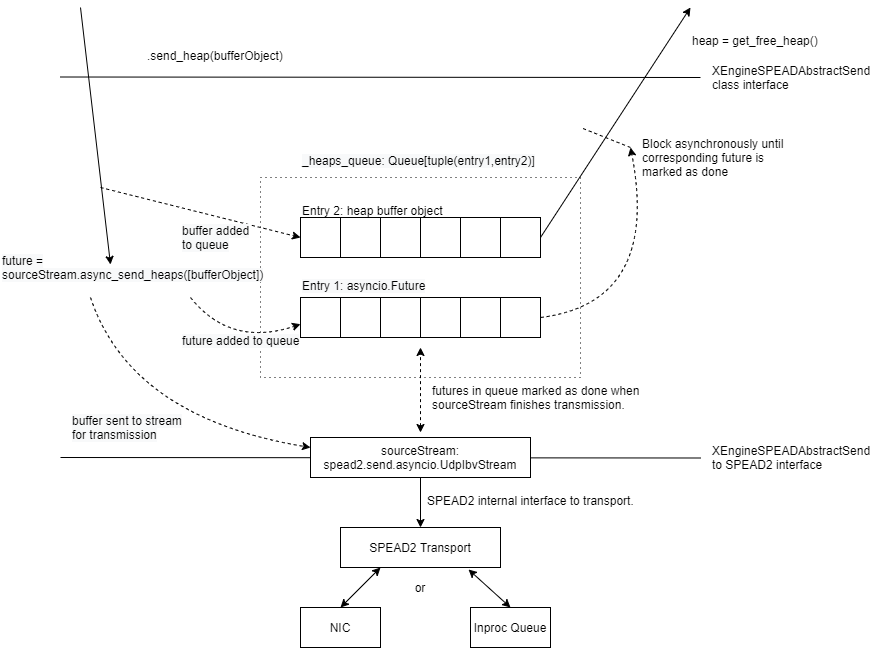 heap = get_free_heap()
.send_heap(bufferObject)
XEngineSPEADAbstractSend
class interface
Block asynchronously until
corresponding future is
marked as done
_heaps_queue: Queue[tuple(entry1,entry2)]
Entry 2: heap buffer object
buffer added
to queue
future =
sourceStream.async_send_heaps([bufferObject])
Entry 1: asyncio.Future
future added to queue
futures in queue marked as done when
sourceStream finishes transmission.
buffer sent to stream
for transmission
sourceStream:
spead2.send.asyncio.UdpIbvStream
XEngineSPEADAbstractSend
to SPEAD2 interface
SPEAD2 internal interface to transport.
SPEAD2 Transport
or
NIC
Inproc Queue